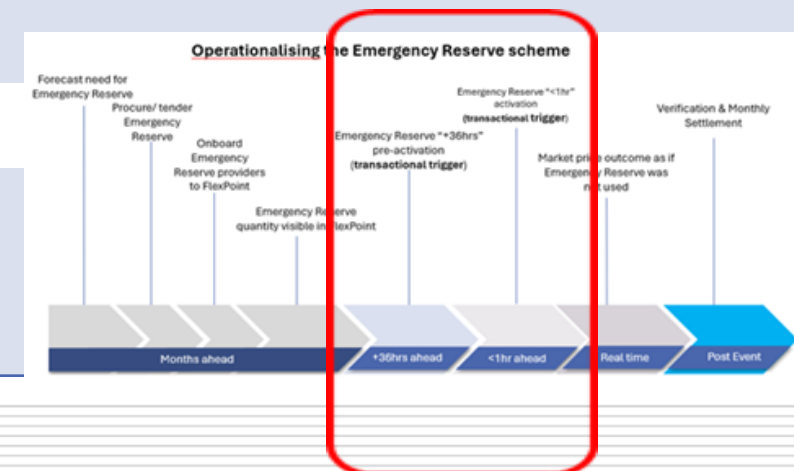 Operationalising the Emergency Reserve scheme
Forecast need for
Emergency Reserve
Procure/ tender
Emergency
Reserve
Onboard
Emergency
Reserve providers
to FlexPoint
Emergency Reserve
quantity visible in FlexPoint
Emergency Reserve "+36hrs"
pre-activation
(transactional trigger)
Emergency Reserve "<1hr"
activation
(transactional trigger)
Market price outcome as if
Emergency Reserve was
not used
Verification & Monthly
Settlement
Months ahead
+36hrs ahead
<1hr ahead
Real time
Post Event